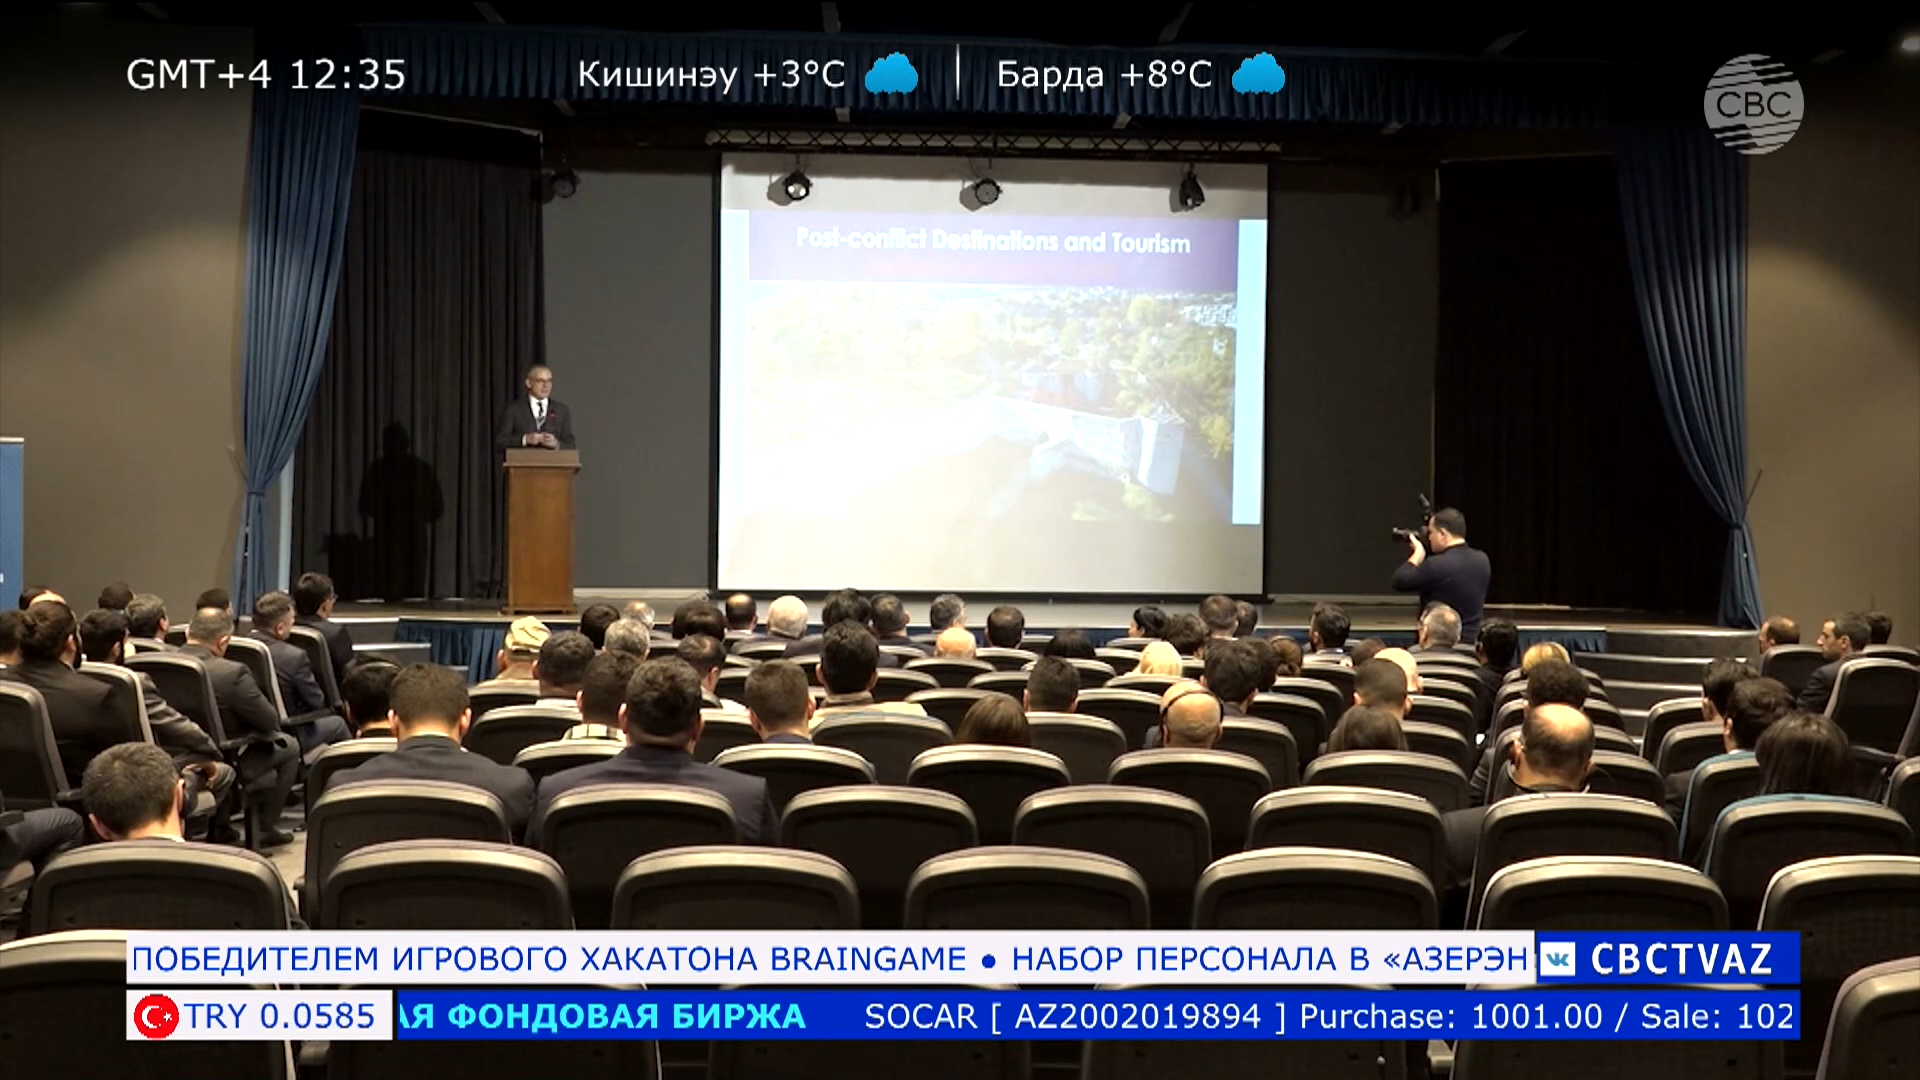 GMT+4 12:35
Кишинэу +3°C
Барда +8°C
CBC
Post-conflict Destinations and Tourism
ПОБЕДИТЕЛЕМ ИГРОВОГО ХАКАТОНА BRAINGAME ● НАБОР ПЕРСОНАЛА В «АЗЕРЭН
CBCTVAZ
TRY 0.0585
АЯ ФОНДОВАЯ БИРЖА SOCAR [ AZ2002019894 ] Purchase: 1001.00 / Sale: 102